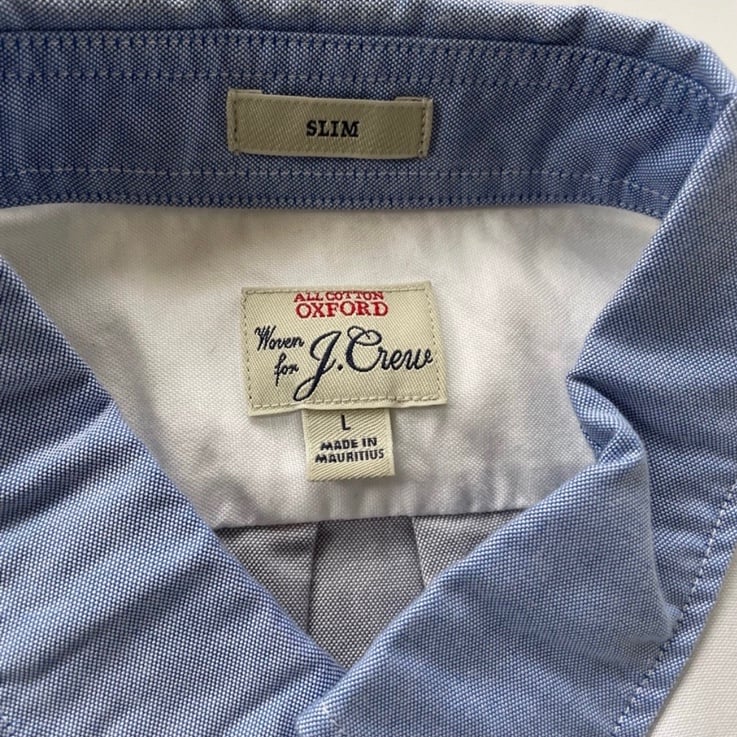 SLIM
ALL COTTON
OXFORD
Woven
for J.Crew
L
MADE IN
MAURITIUS